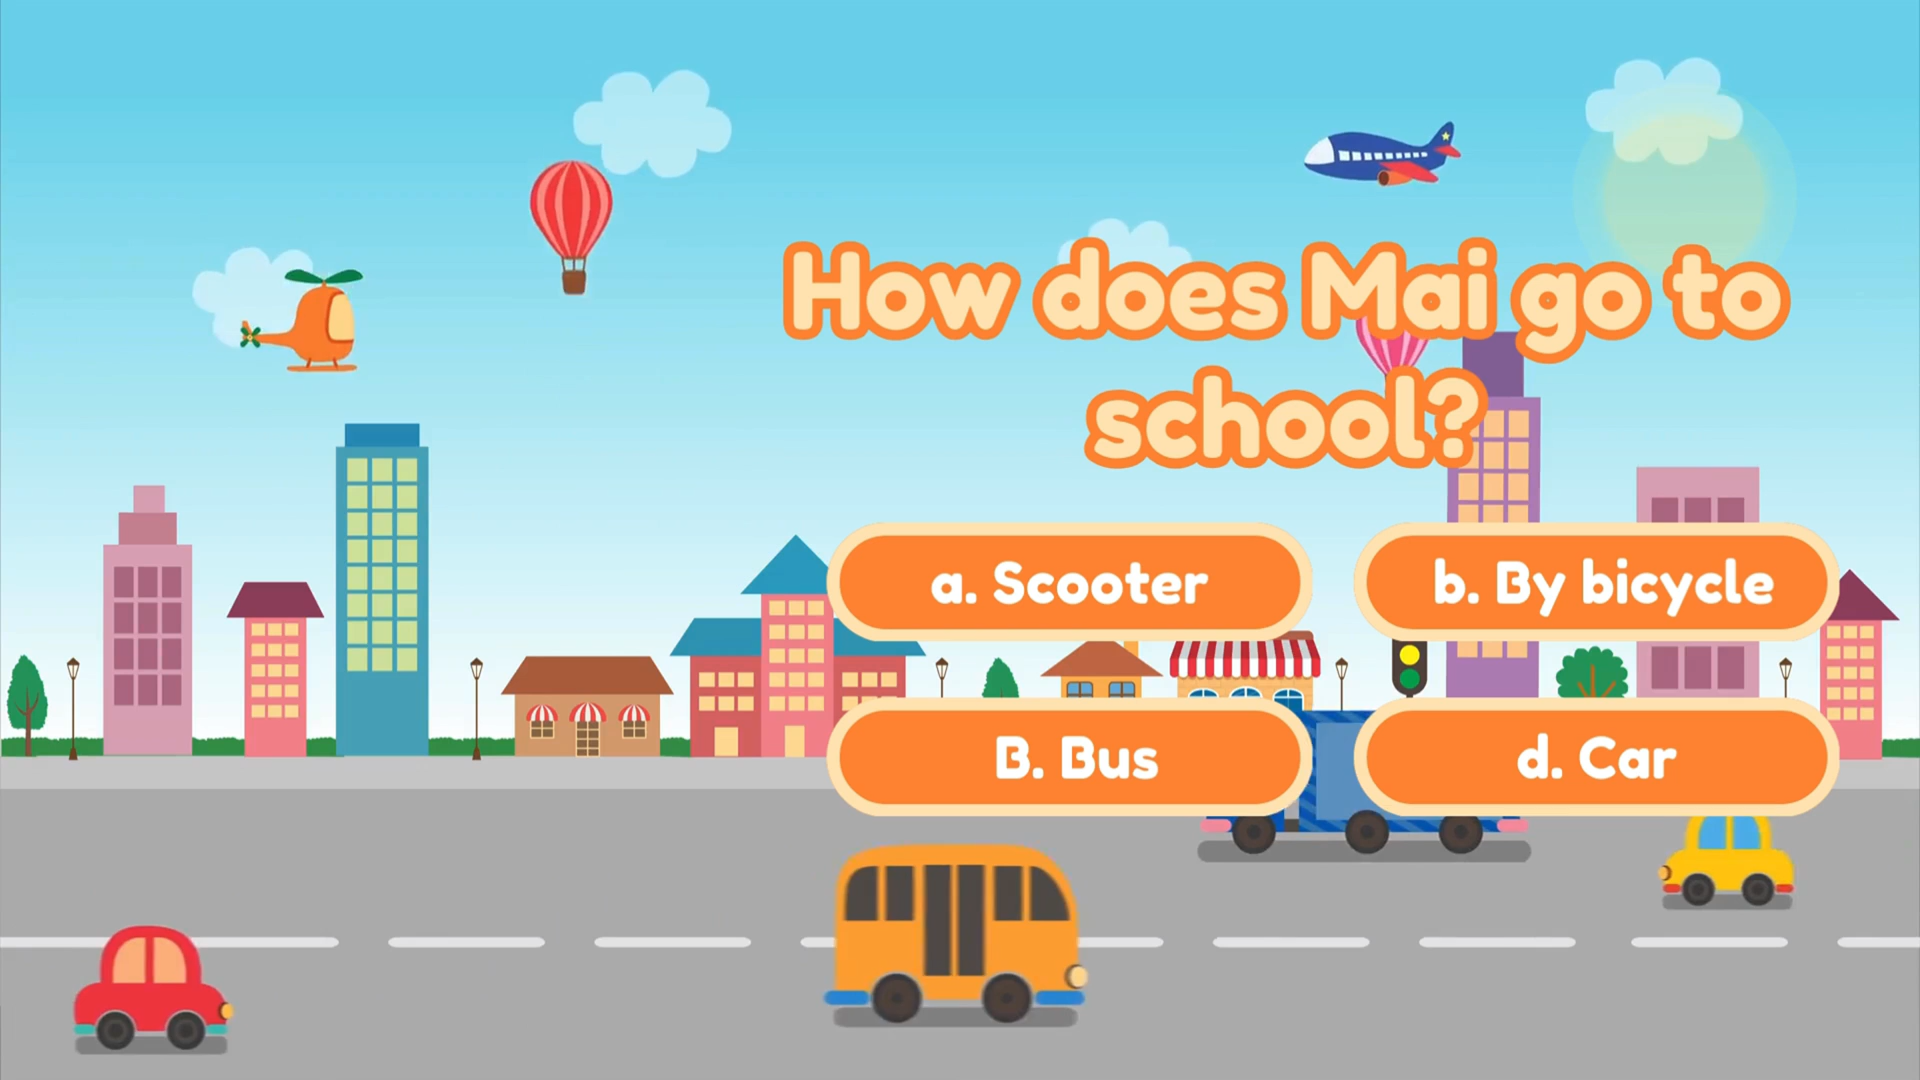 How does Mai go to
school?
a. Scooter
b. By bicycle
B. Bus
d. Car